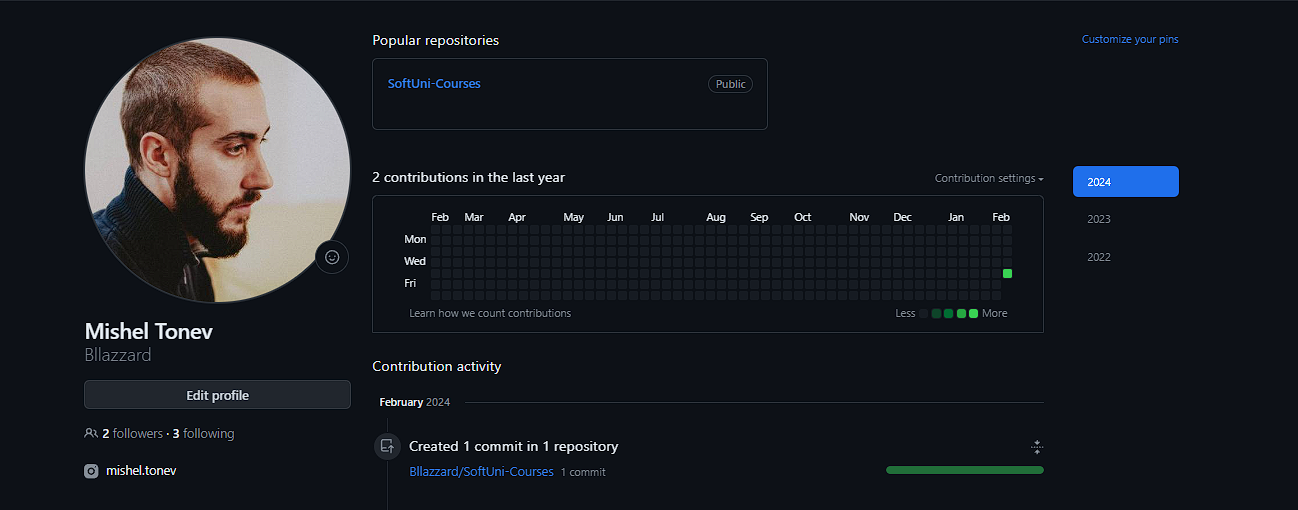 Popular repositories
Customize your pins
SoftUni-Courses
Public
2 contributions in the last year
Contribution settings
2024
2023
2022
Feb Mar Apr May Jun Jul Aug Sep Oct Nov Dec Jan Feb
Mon
Wed
Fri
Learn how we count contributions
Less More
Mishel Tonev
Bllazzard
Edit profile
2 followers · 3 following
mishel.tonev
Contribution activity
February 2024
Created 1 commit in 1 repository
Bllazzard/SoftUni-Courses 1 commit